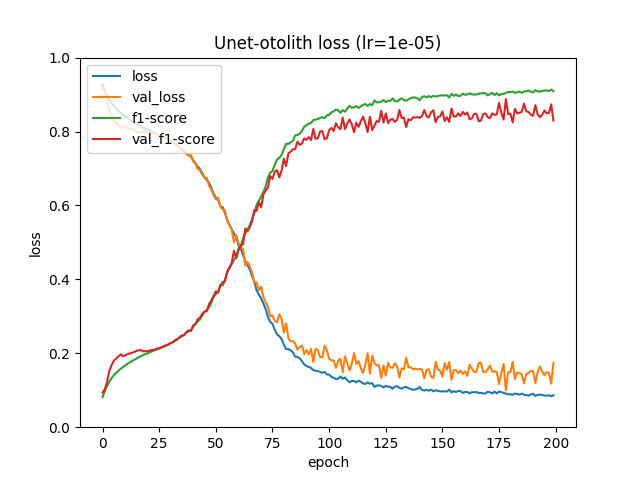 Unet-otolith loss (lr=1e-05)
1.0
0.8
0.6
0.4
0.2
0.0
loss
loss
val_loss
f1-score
val_f1-score
0
25
50
75
100
125
150
175
200
epoch